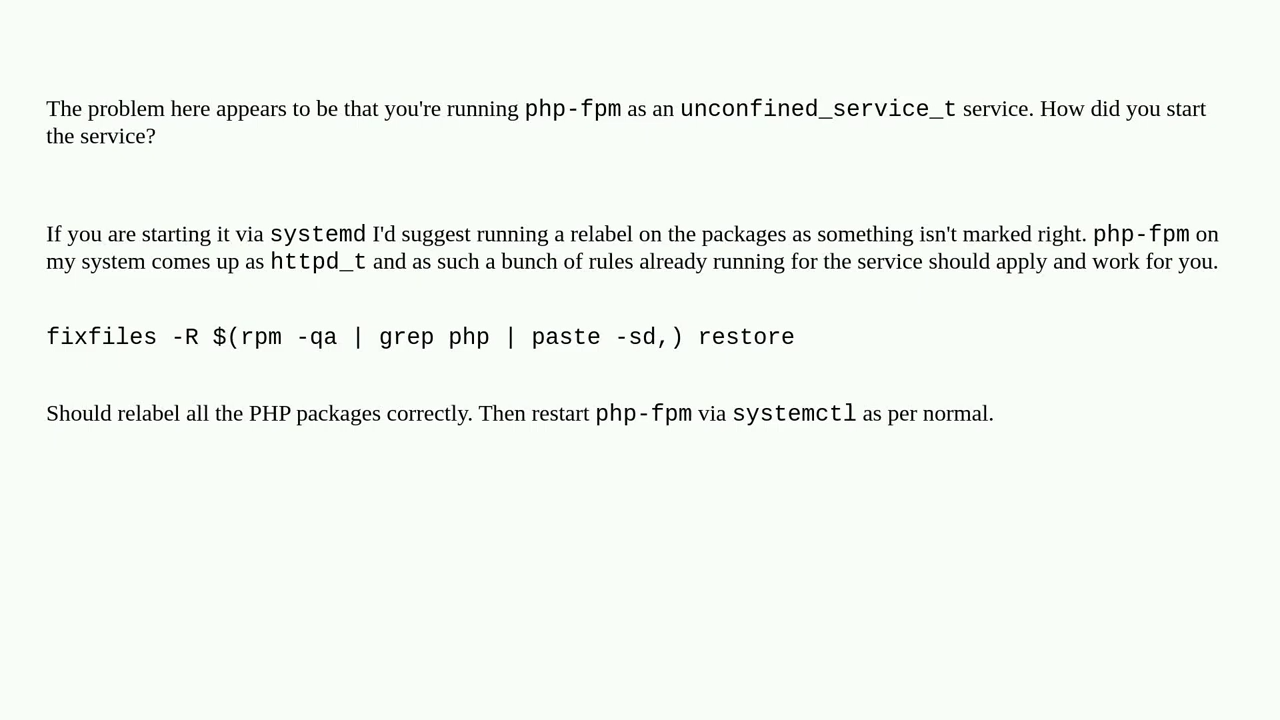 The problem here appears to be that you're running php-fpm as an unconfined_service_t service. How did you start
the service?
If you are starting it via systemd I'd suggest running a relabel on the packages as something isn't marked right. php-fpm on
my system comes up as httpd_t and as such a bunch of rules already running for the service should apply and work for you.
fixfiles -R $(rpm -qa | grep php | paste -sd,) restore
Should relabel all the PHP packages correctly. Then restart php-fpm via systemctl as per normal.